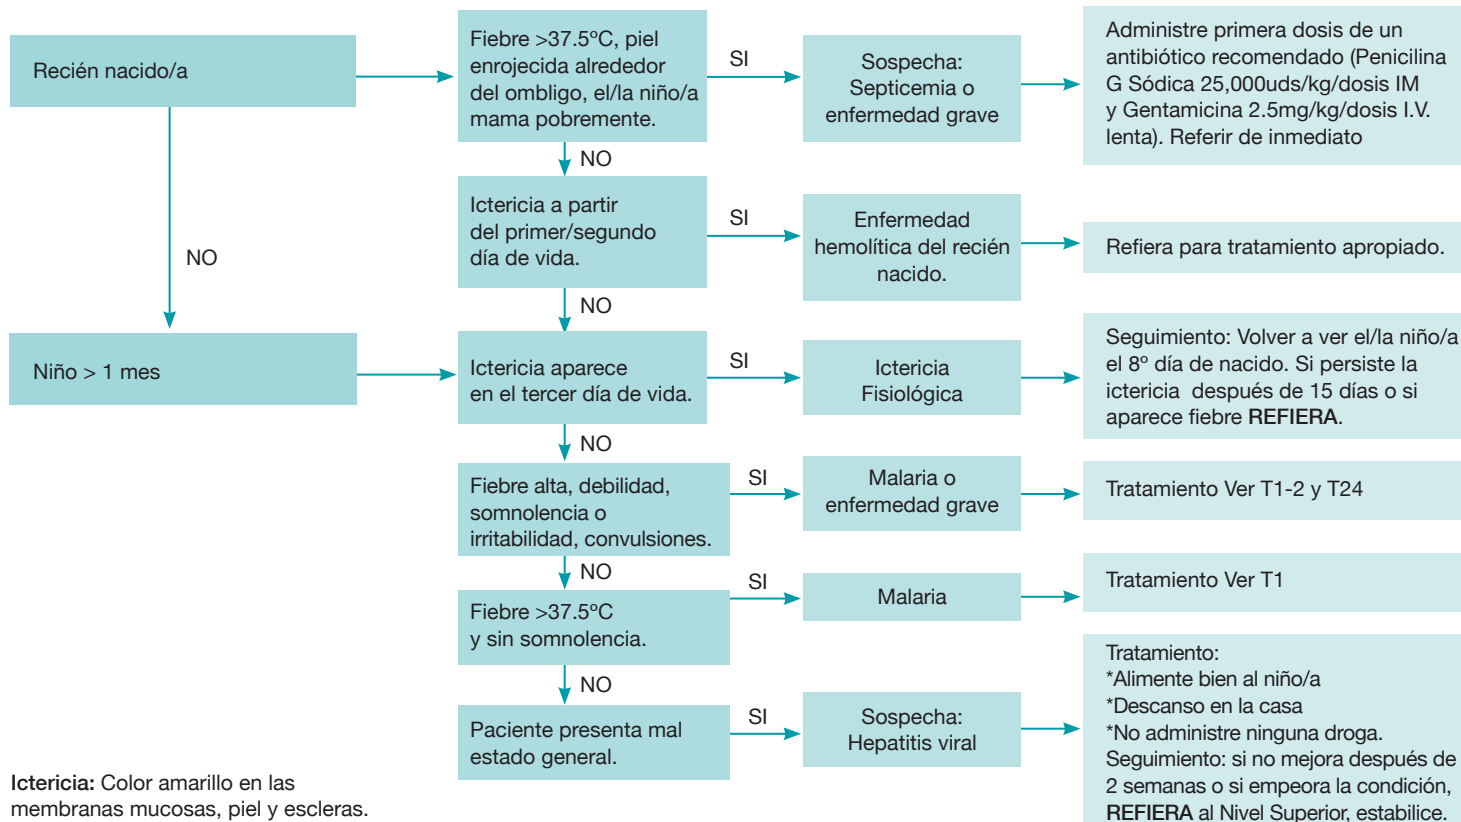 Recién nacido/a
Fiebre >37.5ºC, piel
enrojecida alrededor
del ombligo, el/la niño/a
mama pobremente.
SI
Sospecha:
Septicemia o
enfermedad grave
Administre primera dosis de un
antibiótico recomendado (Penicilina
G Sódica 25,000uds/kg/dosis IM
y Gentamicina 2.5mg/kg/dosis I.V.
lenta). Referir de inmediato
NO
Ictericia a partir
del primer/segundo
día de vida.
SI
Enfermedad
hemolítica del recién
nacido.
Refiera para tratamiento apropiado.
NO
NO
Niño > 1 mes
Ictericia aparece
en el tercer día de vida.
SI
Ictericia
Fisiológica
Seguimiento: Volver a ver el/la niño/a
el 8º día de nacido. Si persiste la
ictericia después de 15 días o si
aparece fiebre REFIERA.
NO
Fiebre alta, debilidad,
somnolencia o
irritabilidad, convulsiones.
SI
Malaria o
enfermedad grave
Tratamiento Ver T1-2 y T24
NO
Fiebre >37.5ºC
y sin somnolencia.
SI
Malaria
Tratamiento Ver T1
NO
Paciente presenta mal
estado general.
SI
Sospecha:
Hepatitis viral
Tratamiento:
*Alimente bien al niño/a
*Descanso en la casa
*No administre ninguna droga.
Seguimiento: si no mejora después de
2 semanas o si empeora la condición,
REFIERA al Nivel Superior, estabilice.
Ictericia: Color amarillo en las
membranas mucosas, piel y escleras.